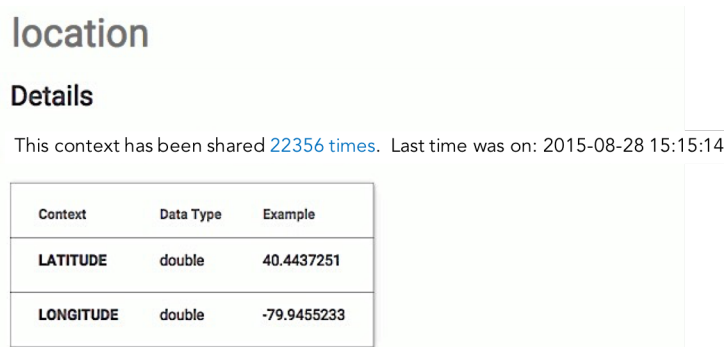 location
Details
This context has been shared 22356 times. Last time was on: 2015-08-28 15:15:14
Context Data Type Example
LATITUDE double 40.4437251
LONGITUDE double -79.9455233